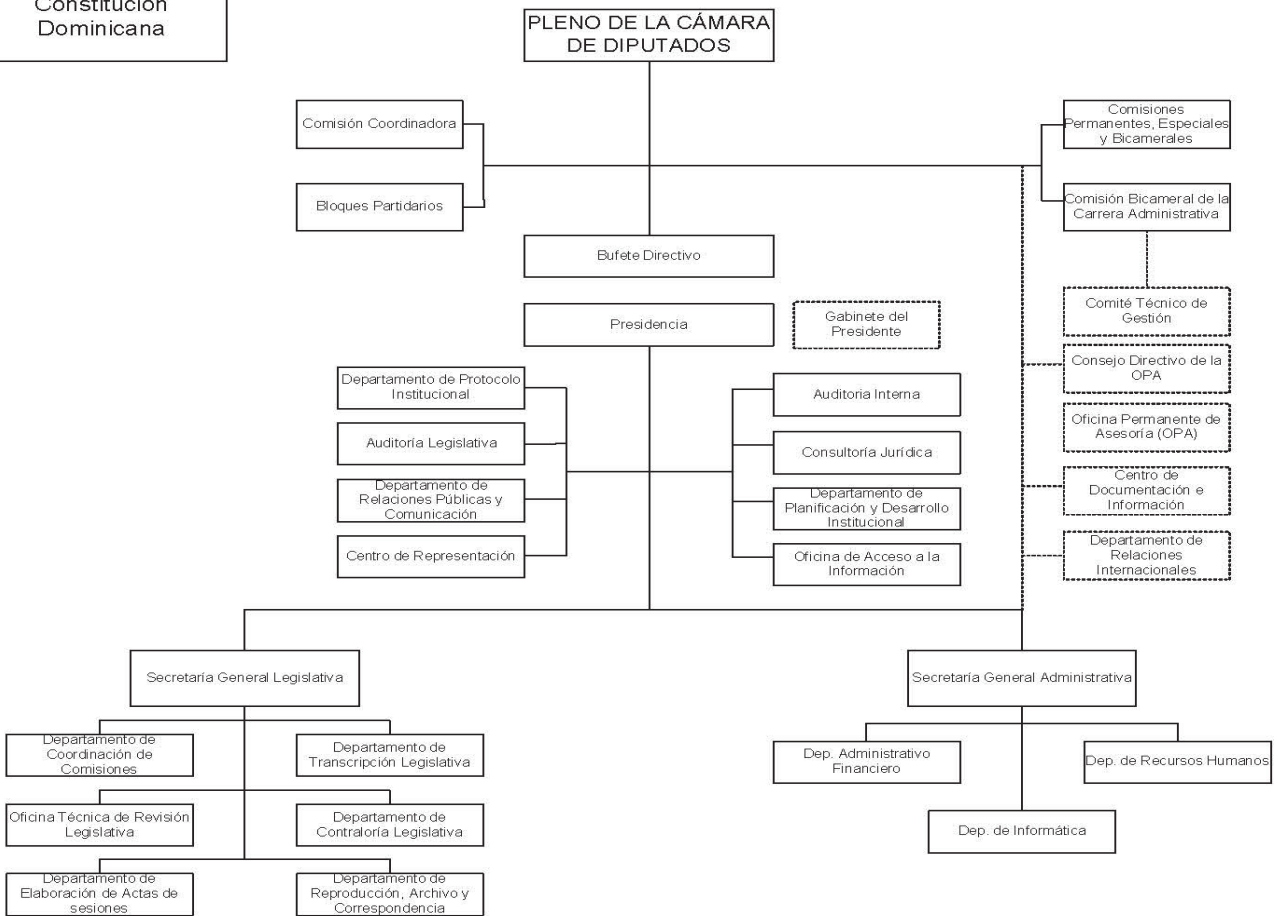 Constitución
Dominicana
PLENO DE LA CÁMARA
DE DIPUTADOS
Comisión Coordinadora
Comisiones
Permanentes, Especiales
y Bicamerales
Bloques Partidarios
Comisión Bicameral de la
Carrera Administrativa
Bufete Directivo
Presidencia
Gabinete del
Presidente
Comité Técnico de
Gestión
Consejo Directivo de la
OPA
Oficina Permanente de
Asesoría (OPA)
Centro de
Documentación e
Información
Departamento de
Relaciones
Internacionales
Departamento de Protocolo
Institucional
Auditoría Legislativa
Departamento de
Relaciones Públicas y
Comunicación
Centro de Representación
Auditoria Interna
Consultoría Jurídica
Departamento de
Planificación y Desarrollo
Institucional
Oficina de Acceso a la
Información
Secretaría General Legislativa
Secretaría General Administrativa
Departamento de
Coordinación de
Comisiones
Departamento de
Transcripción Legislativa
Oficina Técnica de Revisión
Legislativa
Departamento de
Contraloría Legislativa
Departamento de
Elaboración de Actas de
sesiones
Departamento de
Reproducción, Archivo y
Correspondencia
Dep. Administrativo
Financiero
Dep. de Recursos Humanos
Dep. de Informática